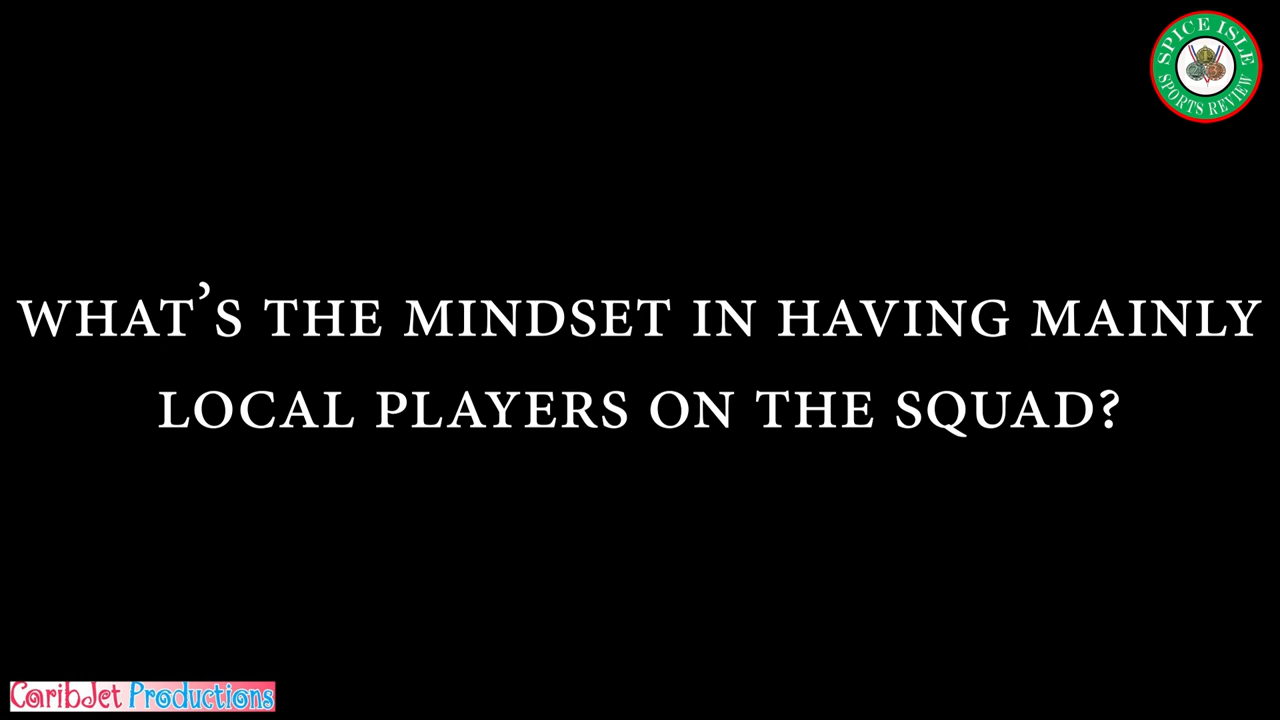 SPICE ISLE
SPORTS REVIEW
WHAT’S THE MINDSET IN HAVING MAINLY
LOCAL PLAYERS ON THE SQUAD?
CaribJet Productions